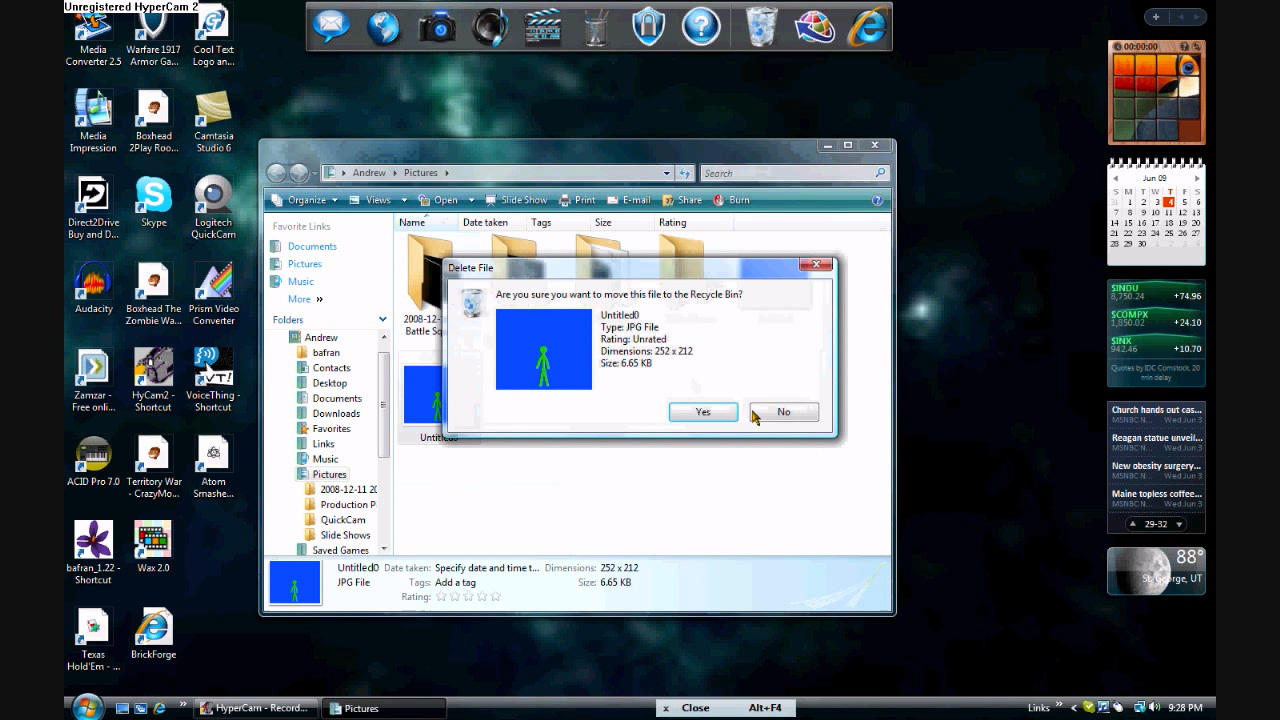 Unregistered HyperCam 2
Media
Converter 2.5
Warfare 1917
Armor Ga...
Cool Text
Logo an...
Media
Impression
Boxhead
2Play Roo...
Camtasia
Studio 6
Direct2Drive
Buy and D...
Skype
Logitech
QuickCam
Audacity
Boxhead The
Zombie Wa...
Prism Video
Converter
Zamzar -
Free onli...
HyCam2 -
Shortcut
VoiceThing -
Shortcut
ACID Pro 7.0
Territory War
- CrazyMo...
Atom
Smashe...
bafran_1.22 -
Shortcut
Wax 2.0
Texas
Hold'Em - ...
BrickForge
Andrew
Pictures
Search
Organize
Views
Open
Slide Show
Print
E-mail
Share
Burn
Favorite Links
Documents
Pictures
Music
More »
Folders
Andrew
bafran
Contacts
Desktop
Documents
Downloads
Favorites
Links
Music
Pictures
2008-12-11 20
Production P
QuickCam
Slide Shows
Saved Games
Name Date taken Tags Size Rating
2008-12-
Battle Sq
Untitled0
Delete File
Are you sure you want to move this file to the Recycle Bin?
Untitled0
Type: JPG File
Rating: Unrated
Dimensions: 252 x 212
Size: 6.65 KB
Yes No
Untitled0 Date taken: Specify date and time t... Dimensions: 252 x 212
JPG File Tags: Add a tag Size: 6.65 KB
Rating:
00:00:00
Jun 09
S M T W T F S
31 1 2 3 4 5 6
7 8 9 10 11 12 13
14 15 16 17 18 19 20
21 22 23 24 25 26 27
28 29 30 1 2 3 4
$INDU
8,750.24 +74.96
$COMPX
1,850.02 +24.10
$INX
942.46 +10.70
Quotes by IDC Comstock, 20
min delay
Church hands out cas...
MSNBC N... Wed Jun 3
Reagan statue unveil...
MSNBC N... Wed Jun 3
New obesity surgery...
MSNBC N... Wed Jun 3
Maine topless coffee...
MSNBC N... Wed Jun 3
29-32
88°
St. George, UT
HyperCam - Record...
Pictures
x Close Alt+F4
Links »
9:28 PM